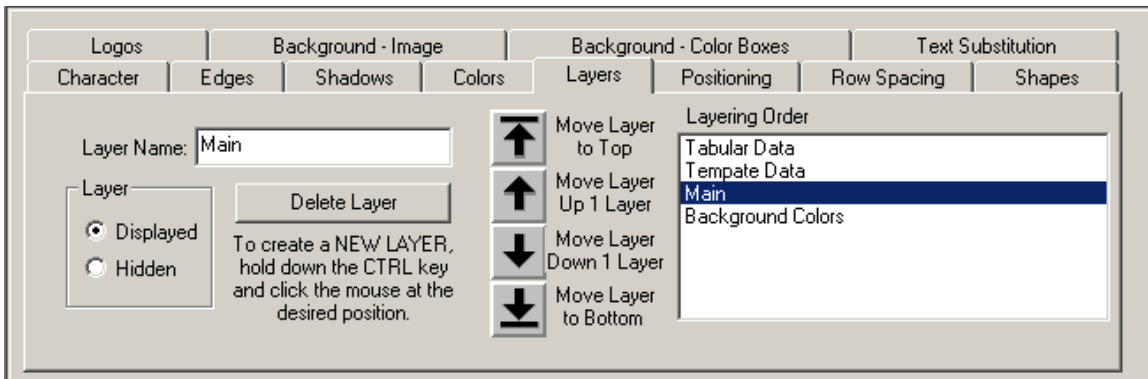 Logos
Background - Image
Background - Color Boxes
Text Substitution
Character
Edges
Shadows
Colors
Layers
Positioning
Row Spacing
Shapes
Layer Name: Main
Layer
Displayed
Hidden
Delete Layer
To create a NEW LAYER,
hold down the CTRL key
and click the mouse at the
desired position.
Move Layer
to Top
Move Layer
Up 1 Layer
Move Layer
Down 1 Layer
Move Layer
to Bottom
Layering Order
Tabular Data
Tempate Data
Main
Background Colors